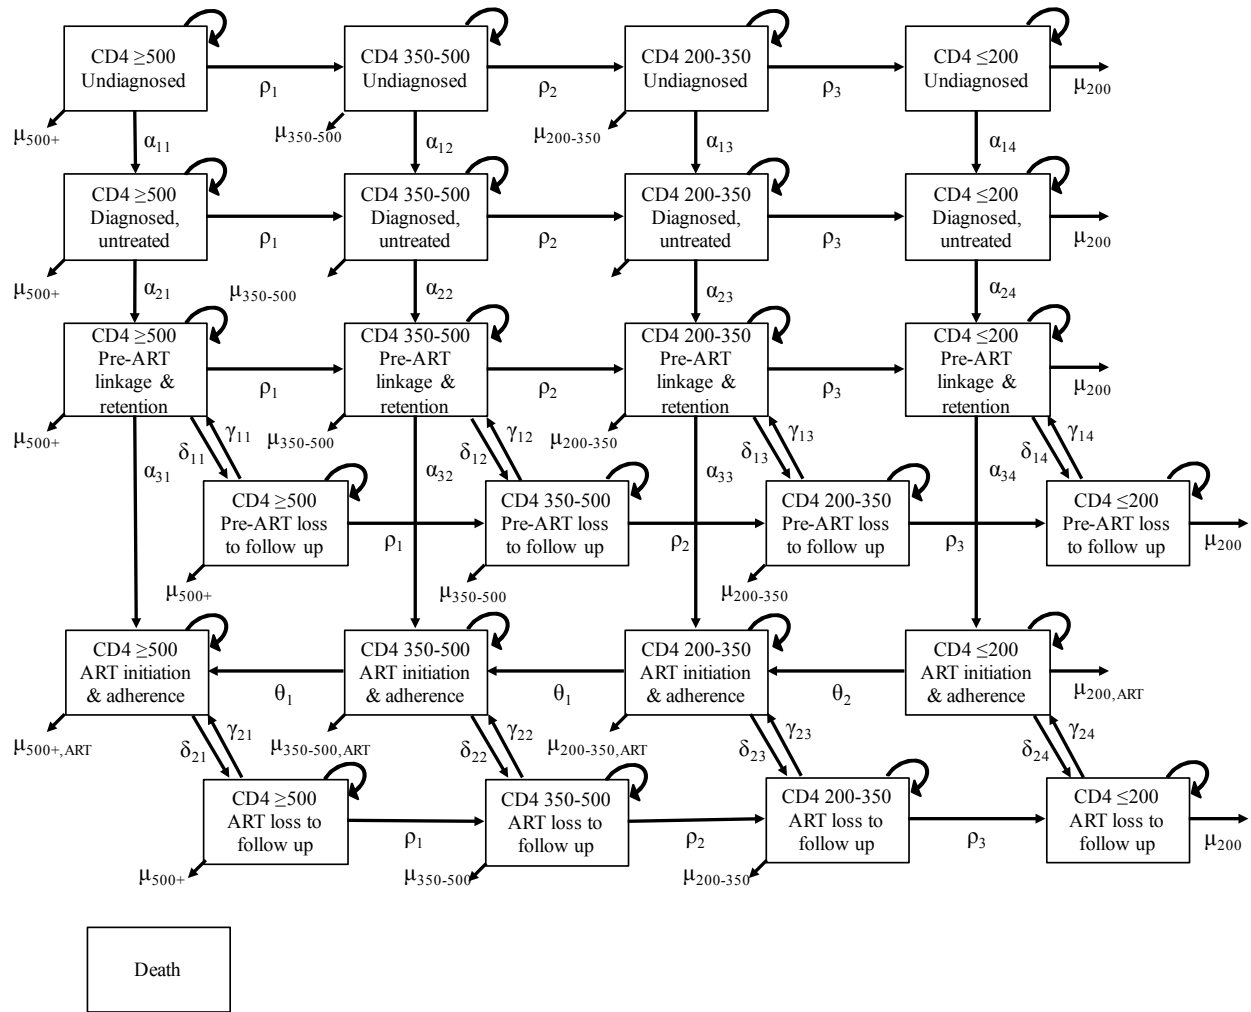 CD4 ≥500
Undiagnosed
CD4 350-500
Undiagnosed
CD4 200-350
Undiagnosed
CD4 ≤200
Undiagnosed
ρ1
ρ2
ρ3
μ200
μ500+
μ350-500
μ200-350
α11
α12
α13
α14
CD4 ≥500
Diagnosed,
untreated
CD4 350-500
Diagnosed,
untreated
CD4 200-350
Diagnosed,
untreated
CD4 ≤200
Diagnosed,
untreated
ρ1
ρ2
ρ3
μ200
μ500+
μ350-500
α21
α22
α23
α24
CD4 ≥500
Pre-ART
linkage &
retention
CD4 350-500
Pre-ART
linkage &
retention
CD4 200-350
Pre-ART
linkage &
retention
CD4 ≤200
Pre-ART
linkage &
retention
ρ1
ρ2
ρ3
μ200
μ500+
μ350-500
μ200-350
α31
δ11
γ11
α32
δ12
γ12
α33
δ13
γ13
α34
δ14
γ14
CD4 ≥500
Pre-ART loss
to follow up
CD4 350-500
Pre-ART loss
to follow up
CD4 200-350
Pre-ART loss
to follow up
CD4 ≤200
Pre-ART loss
to follow up
ρ1
ρ2
ρ3
μ200
μ500+
μ350-500
μ200-350
CD4 ≥500
ART initiation
& adherence
CD4 350-500
ART initiation
& adherence
CD4 200-350
ART initiation
& adherence
CD4 ≤200
ART initiation
& adherence
θ1
θ1
θ2
μ200,ART
μ500+,ART
μ350-500,ART
μ200-350,ART
δ21
γ21
δ22
γ22
δ23
γ23
δ24
γ24
CD4 ≥500
ART loss to
follow up
CD4 350-500
ART loss to
follow up
CD4 200-350
ART loss to
follow up
CD4 ≤200
ART loss to
follow up
ρ1
ρ2
ρ3
μ200
μ500+
μ350-500
μ200-350
Death